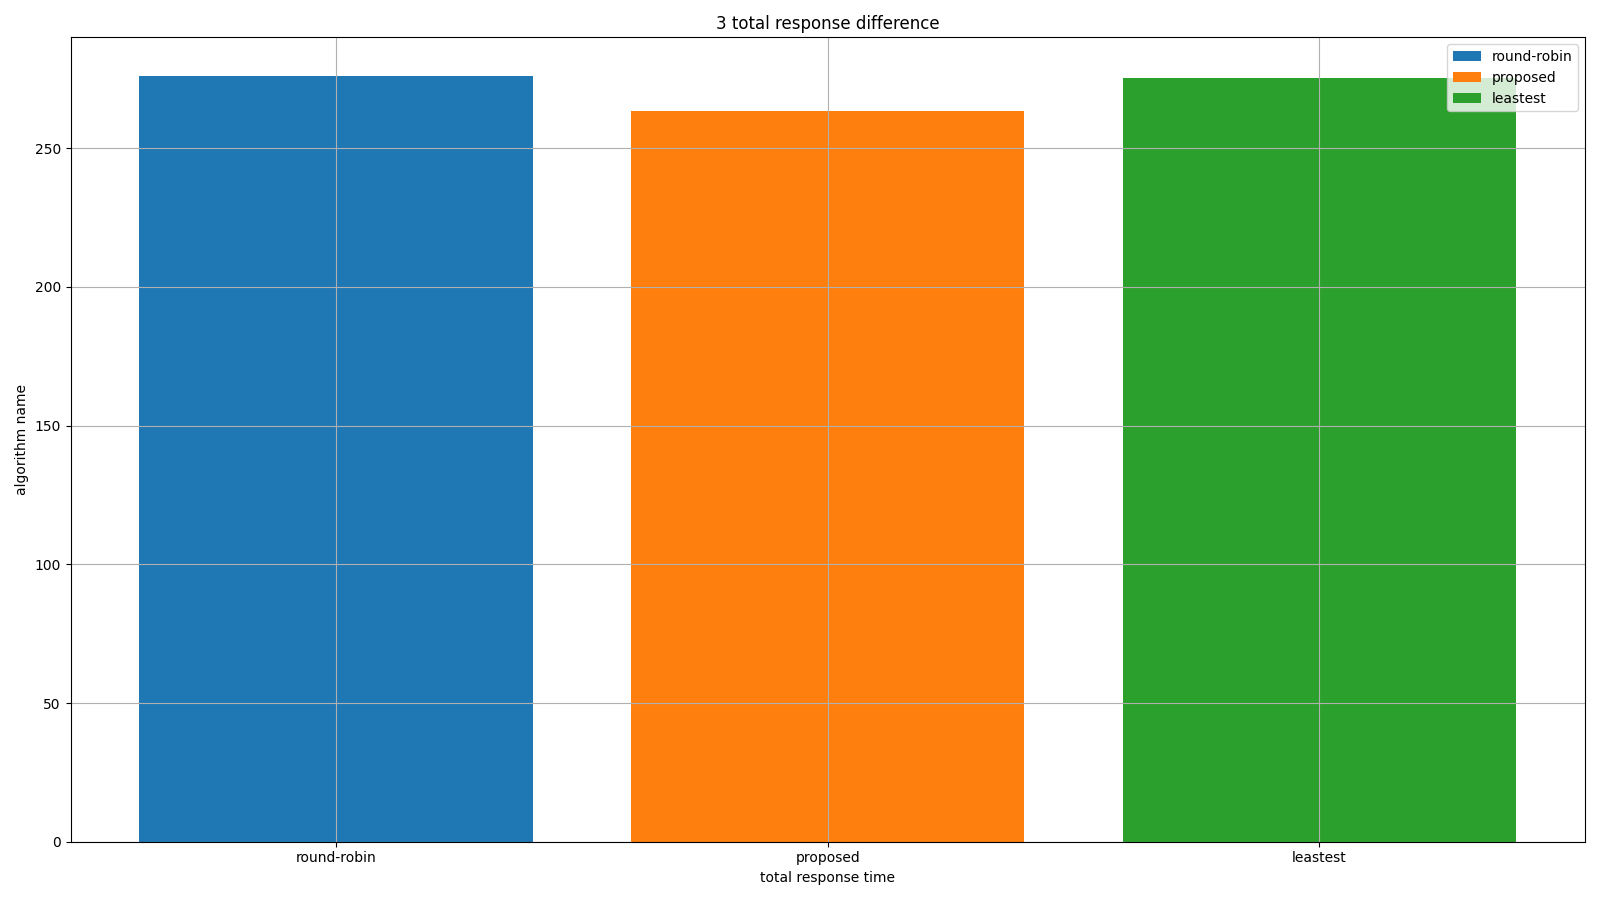 3 total response difference
round-robin
proposed
leastest
algorithm name
250
200
150
100
50
0
round-robin
proposed
leastest
total response time